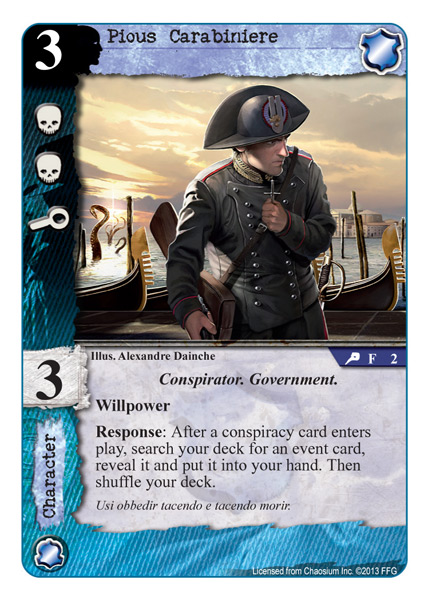 3
Pious Carabiniere
Illus. Alexandre Dainche
F 2
3
Conspirator. Government.
Willpower
Response: After a conspiracy card enters
play, search your deck for an event card,
reveal it and put it into your hand. Then
shuffle your deck.
Usi obbedir tacendo e tacendo morir.
Character
Licensed from Chaosium Inc. ©2013 FFG